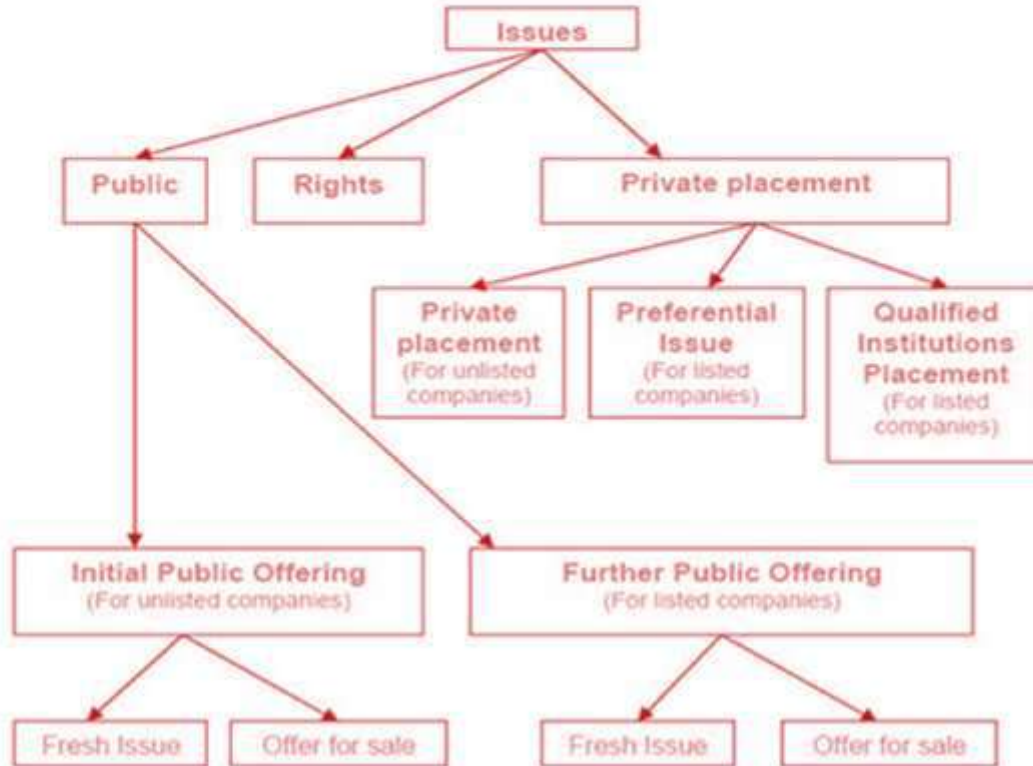 Issues
Public
Rights
Private placement
Private
placement
(For unlisted
companies)
Preferential
Issue
(For listed
companies)
Qualified
Institutions
Placement
(For listed
companies)
Initial Public Offering
(For unlisted companies)
Further Public Offering
(For listed companies)
Fresh Issue
Offer for sale
Fresh Issue
Offer for sale